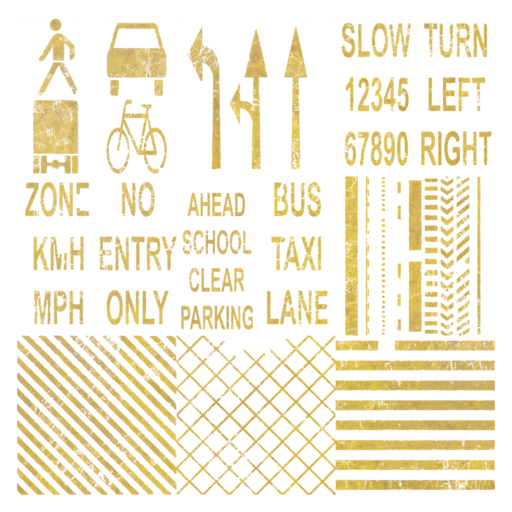 SLOW TURN
12345 LEFT
67890 RIGHT
ZONE NO
KMH ENTRY
MPH ONLY
AHEAD
SCHOOL
CLEAR
PARKING
BUS
TAXI
LANE